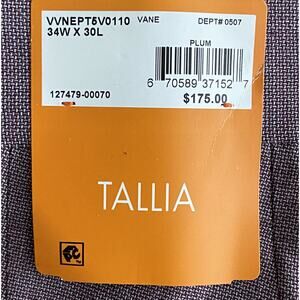 VVNEPT5V0110 VANE DEPT# 0507
34W X 30L
PLUM
6 70589 37152 7
127479-00070 $175.00
TALLIA